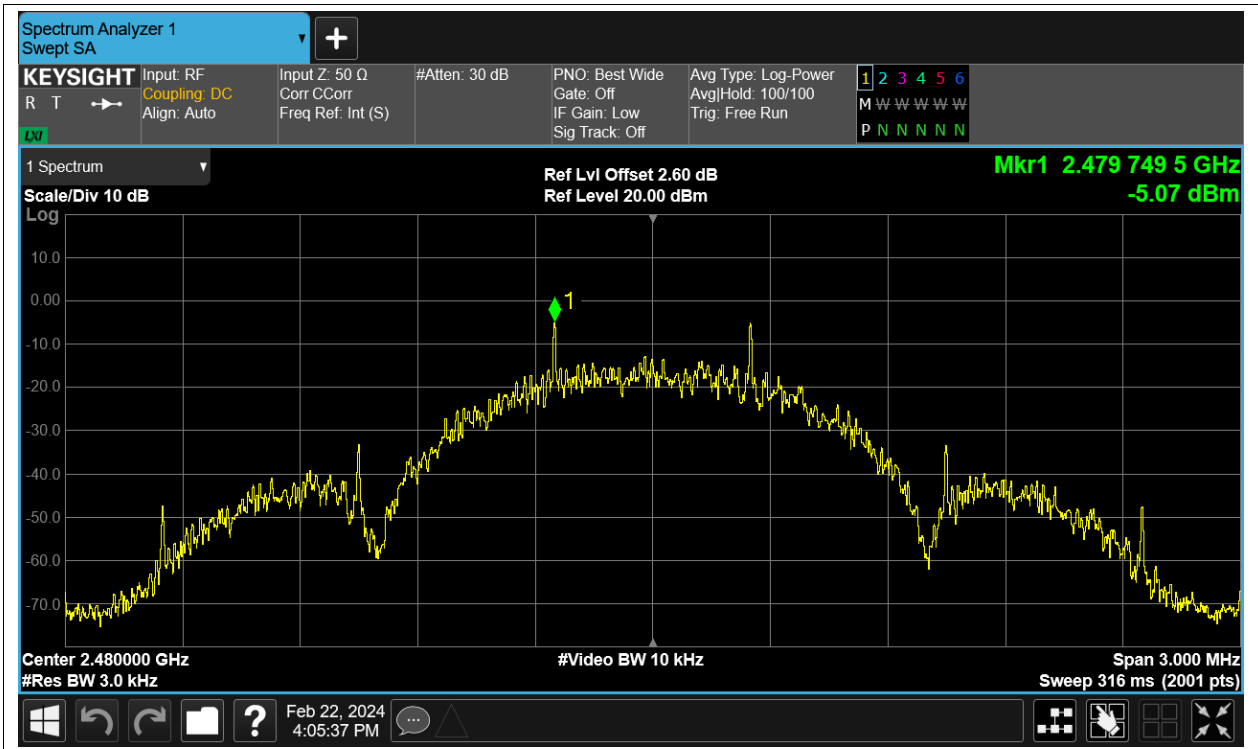 Spectrum Analyzer 1
Swept SA
KEYSIGHT
R T
LXI
Input: RF
Coupling: DC
Align: Auto
Input Z: 50 Ω
Corr CCorr
Freq Ref: Int (S)
#Atten: 30 dB
PNO: Best Wide
Gate: Off
IF Gain: Low
Sig Track: Off
Avg Type: Log-Power
Avg|Hold: 100/100
Trig: Free Run
1 2 3 4 5 6
M W W W W W W
P N N N N N N
1 Spectrum
Scale/Div 10 dB
Ref Lvl Offset 2.60 dB
Ref Level 20.00 dBm
Mkr1 2.479 749 5 GHz
-5.07 dBm
Log
10.0
0.00
-10.0
-20.0
-30.0
-40.0
-50.0
-60.0
-70.0
1
Center 2.480000 GHz
#Res BW 3.0 kHz
#Video BW 10 kHz
Span 3.000 MHz
Sweep 316 ms (2001 pts)
?
Feb 22, 2024
4:05:37 PM